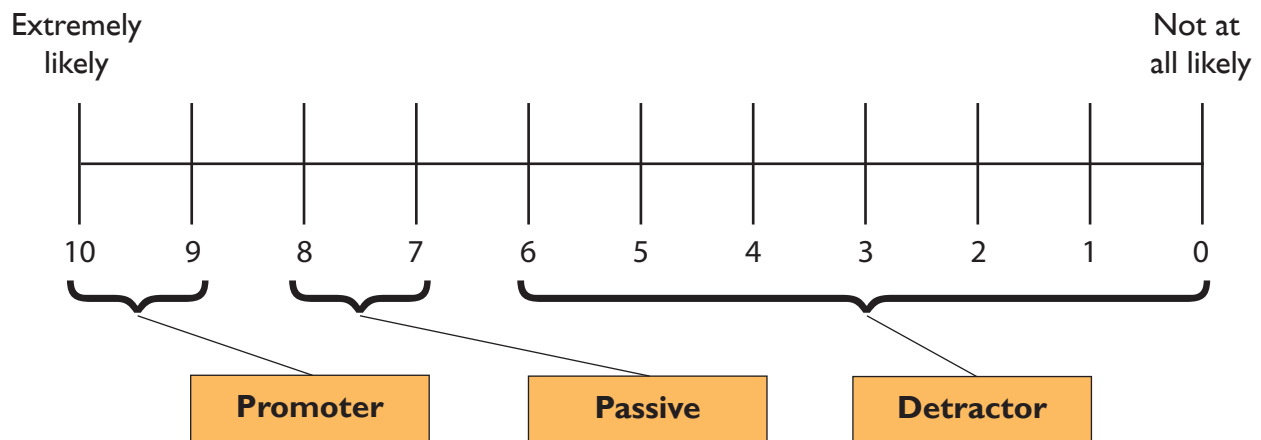 Extremely
likely
Not at
all likely
10 9 8 7 6 5 4 3 2 1 0
Promoter Passive Detractor